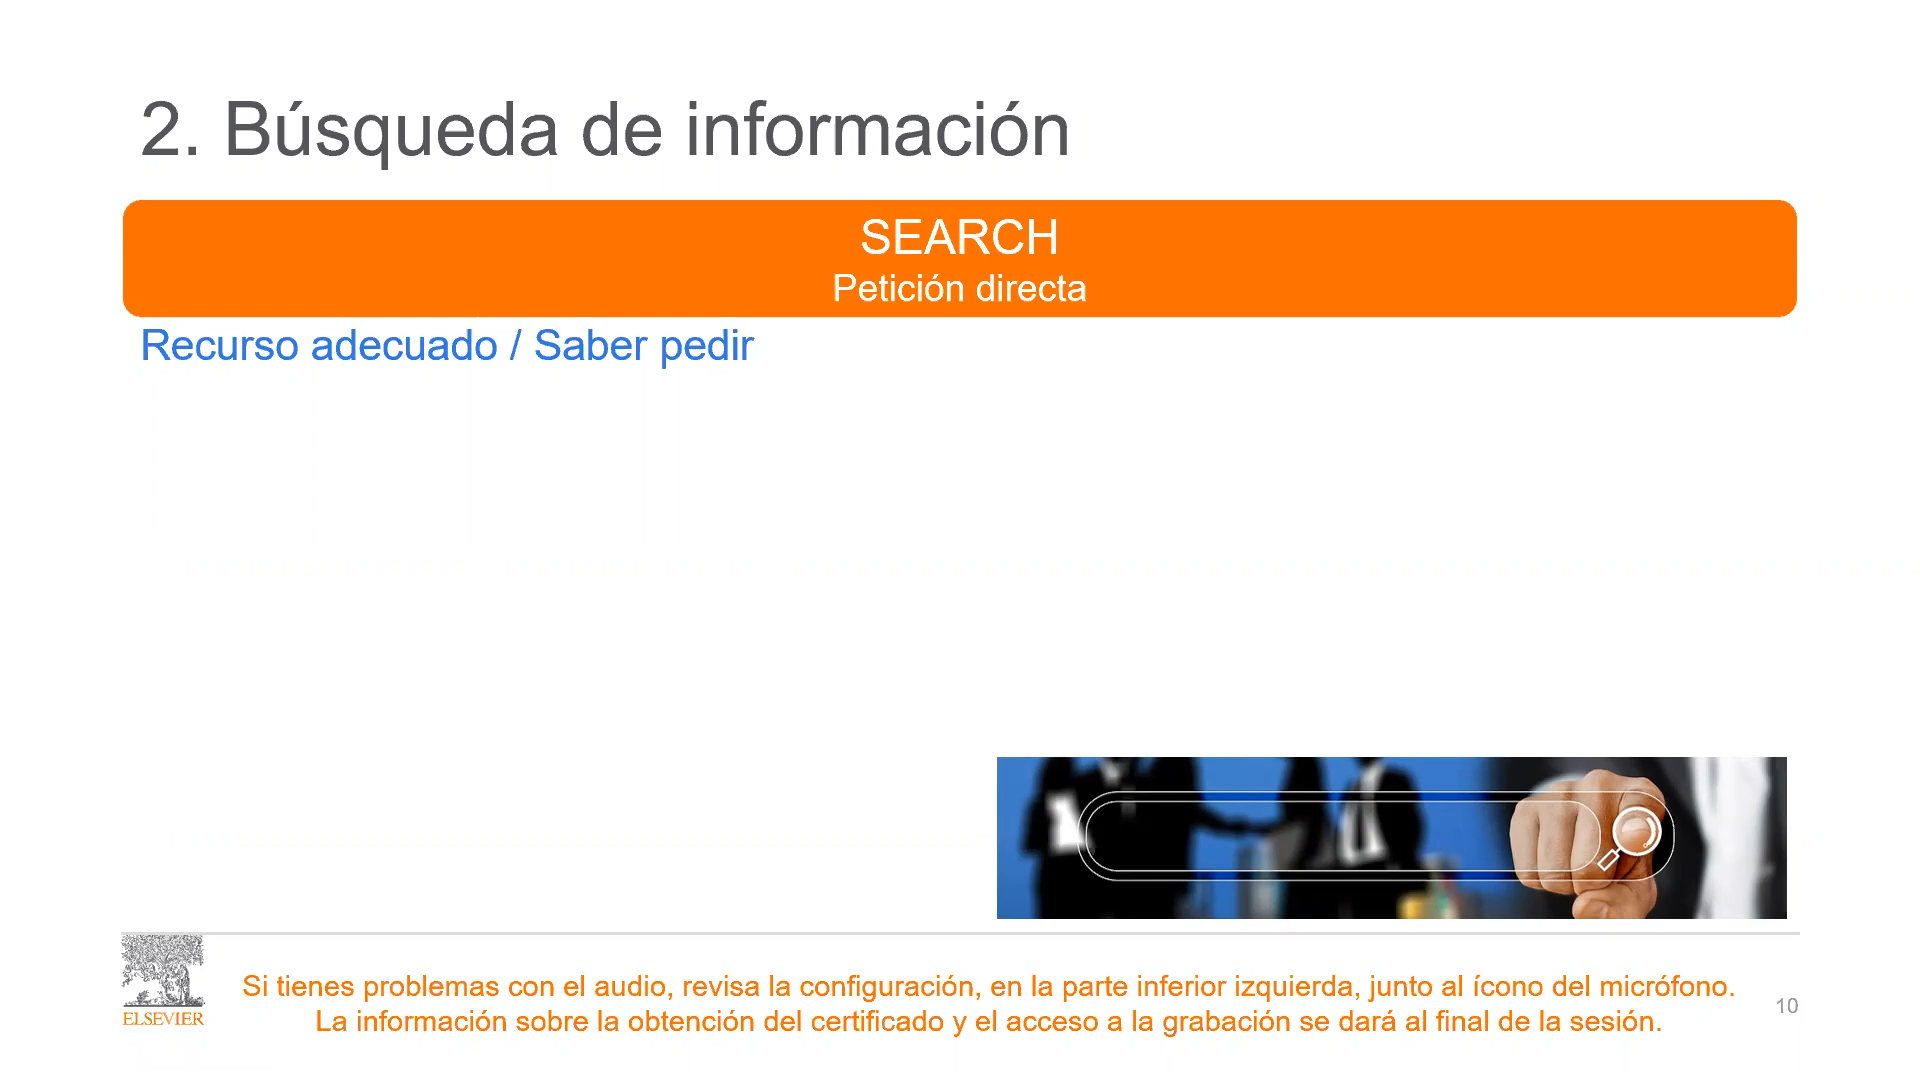 2. Búsqueda de información
SEARCH
Petición directa
Recurso adecuado / Saber pedir
ELSEVIER
Si tienes problemas con el audio, revisa la configuración, en la parte inferior izquierda, junto al ícono del micrófono.
La información sobre la obtención del certificado y el acceso a la grabación se dará al final de la sesión.
10